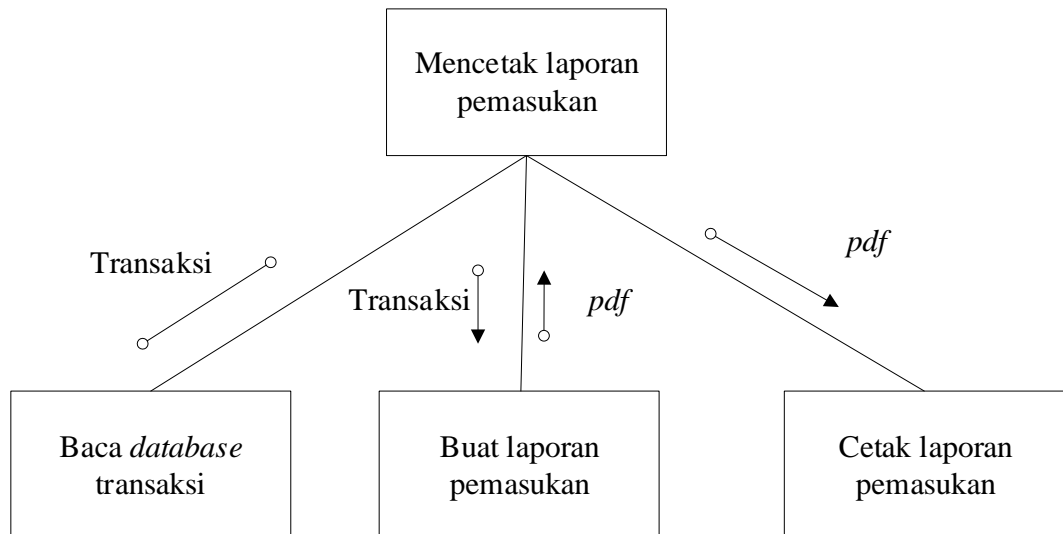 Mencetak laporan
pemasukan
Transaksi
Transaksi
pdf
pdf
Baca database
transaksi
Buat laporan
pemasukan
Cetak laporan
pemasukan